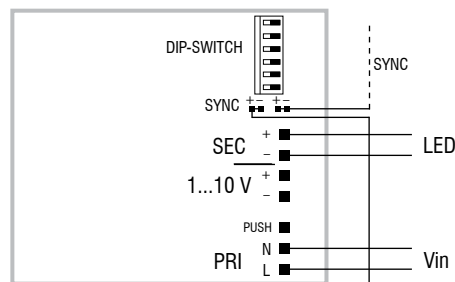 DIP-SWITCH
SYNC
+ - + -
SYNC
+
SEC
LED
-
+
1...10 V
-
PUSH
N
PRI
Vin
L